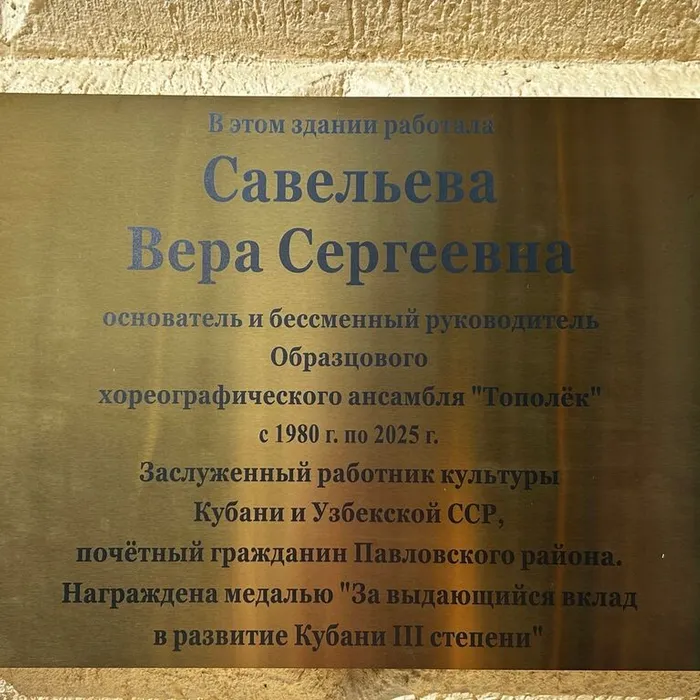 В этом здании работала
Савельева
Вера Сергеевна
основатель и бессменный руководитель
Образцового
хореографического ансамбля "Тополёк"
с 1980 г. по 2025 г.
Заслуженный работник культуры
Кубани и Узбекской ССР,
почётный гражданин Павловского района.
Награждена медалью "За выдающийся вклад
в развитие Кубани III степени"